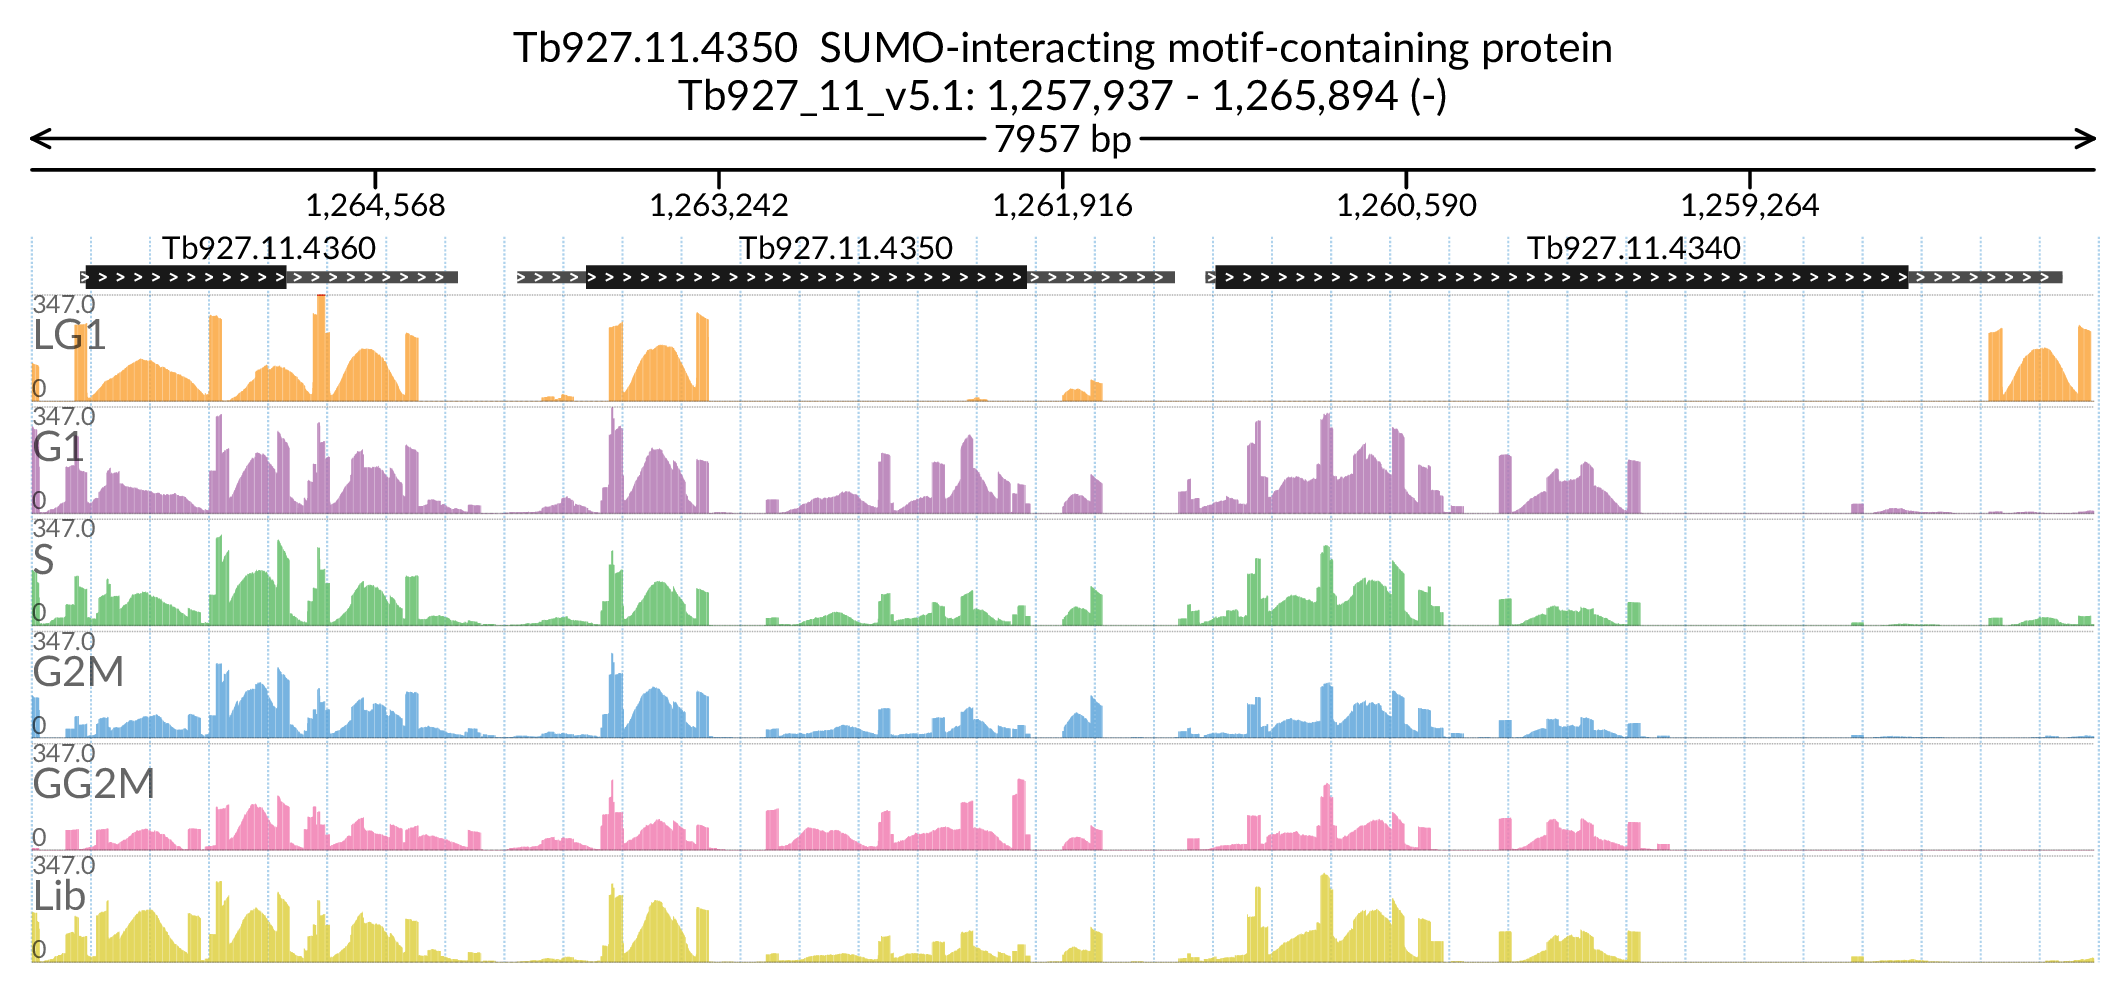 Tb927.11.4350  SUMO-interacting motif-containing protein
Tb927_11_v5.1: 1,257,937 - 1,265,894 (-)
7957 bp
1,264,568 1,263,242 1,261,916 1,260,590 1,259,264
Tb927.11.4360 Tb927.11.4350 Tb927.11.4340
347.0
LG1
0
347.0
G1
0
347.0
S
0
347.0
G2M
0
347.0
GG2M
0
347.0
Lib
0